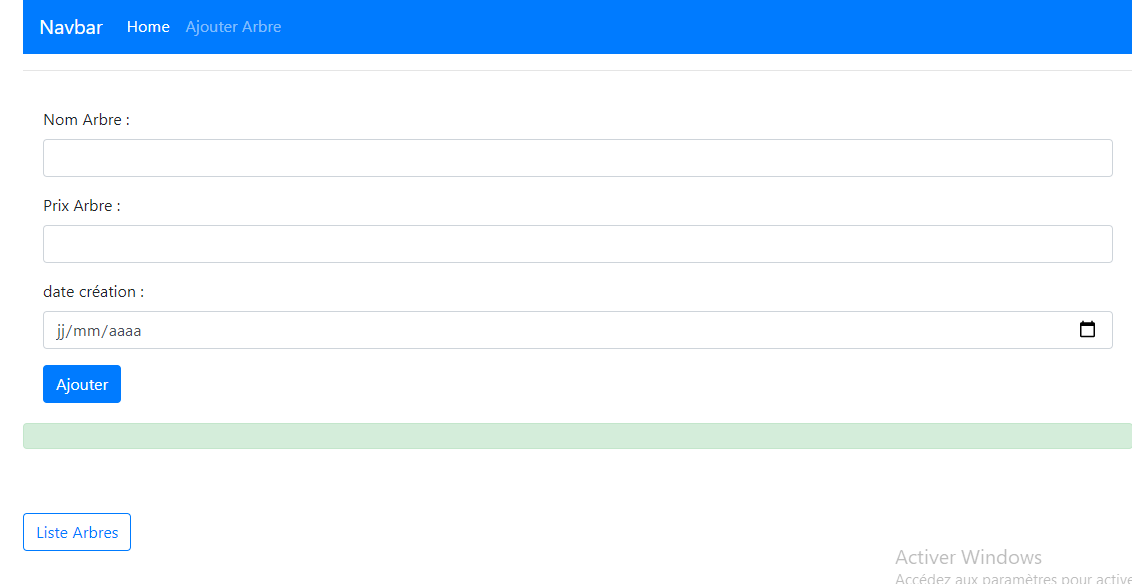 Navbar Home Ajouter Arbre
Nom Arbre :
Prix Arbre :
date création :
jj/mm/aaaa
Ajouter
Liste Arbres
Activer Windows
Accédez aux paramètres pour active